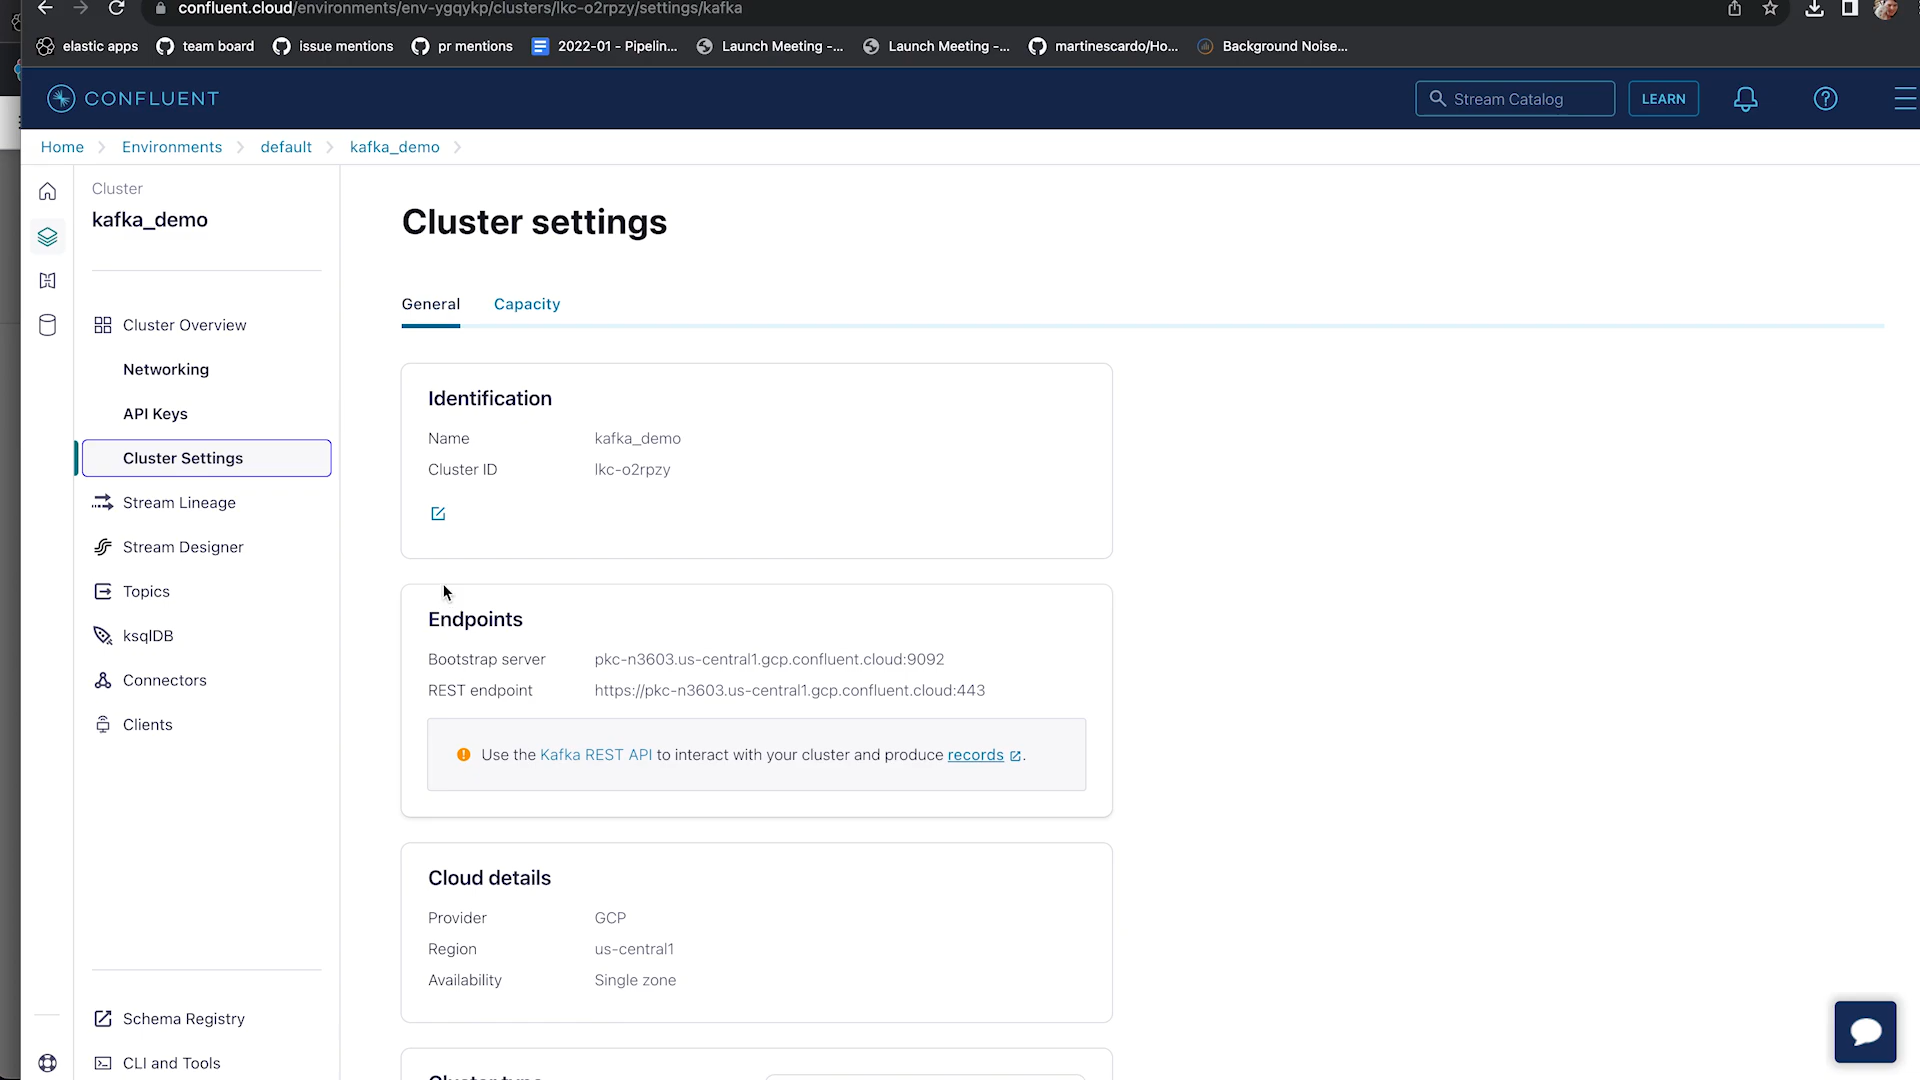 confluent.cloud/environments/env-ygqykp/clusters/lkc-o2rpzy/settings/kafka
elastic apps team board issue mentions pr mentions 2022-01 - Pipelin... Launch Meeting -... Launch Meeting -... martinescardo/Ho... Background Noise...
CONFLUENT Stream Catalog LEARN
Home Environments default kafka_demo
Cluster
kafka_demo
Cluster Overview
Networking
API Keys
Cluster Settings
Stream Lineage
Stream Designer
Topics
ksqlDB
Connectors
Clients
Schema Registry
CLI and Tools
Cluster settings
General Capacity
Identification
Name kafka_demo
Cluster ID lkc-o2rpzy
Endpoints
Bootstrap server pkc-n3603.us-central1.gcp.confluent.cloud:9092
REST endpoint https://pkc-n3603.us-central1.gcp.confluent.cloud:443
Use the Kafka REST API to interact with your cluster and produce records.
Cloud details
Provider GCP
Region us-central1
Availability Single zone
Cluster type